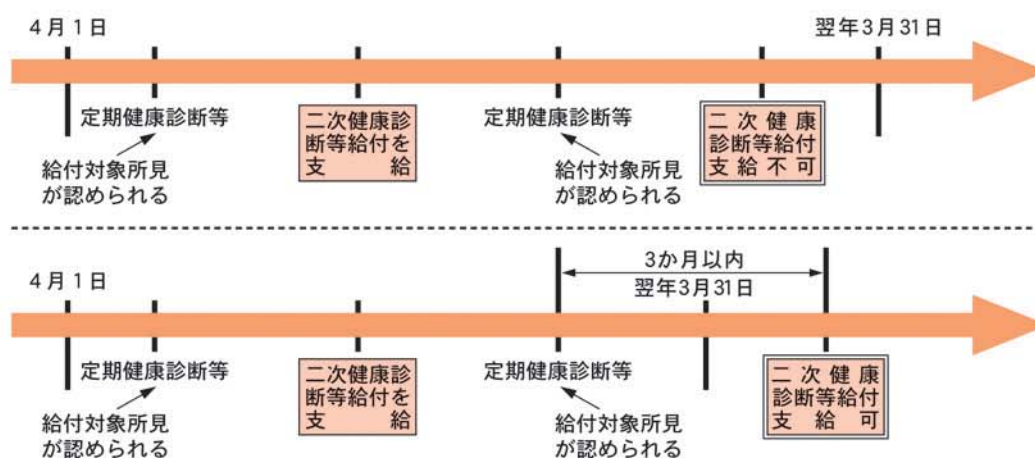 4月1日
翌年3月31日
定期健康診断等
給付対象所見
が認められる
二次健康診
断等給付を
支給
定期健康診断等
給付対象所見
が認められる
二次健康
診断等給付
支給不可
3か月以内
4月1日
翌年3月31日
定期健康診断等
給付対象所見
が認められる
二次健康診
断等給付を
支給
定期健康診断等
給付対象所見
が認められる
二次健康
診断等給付
支給可